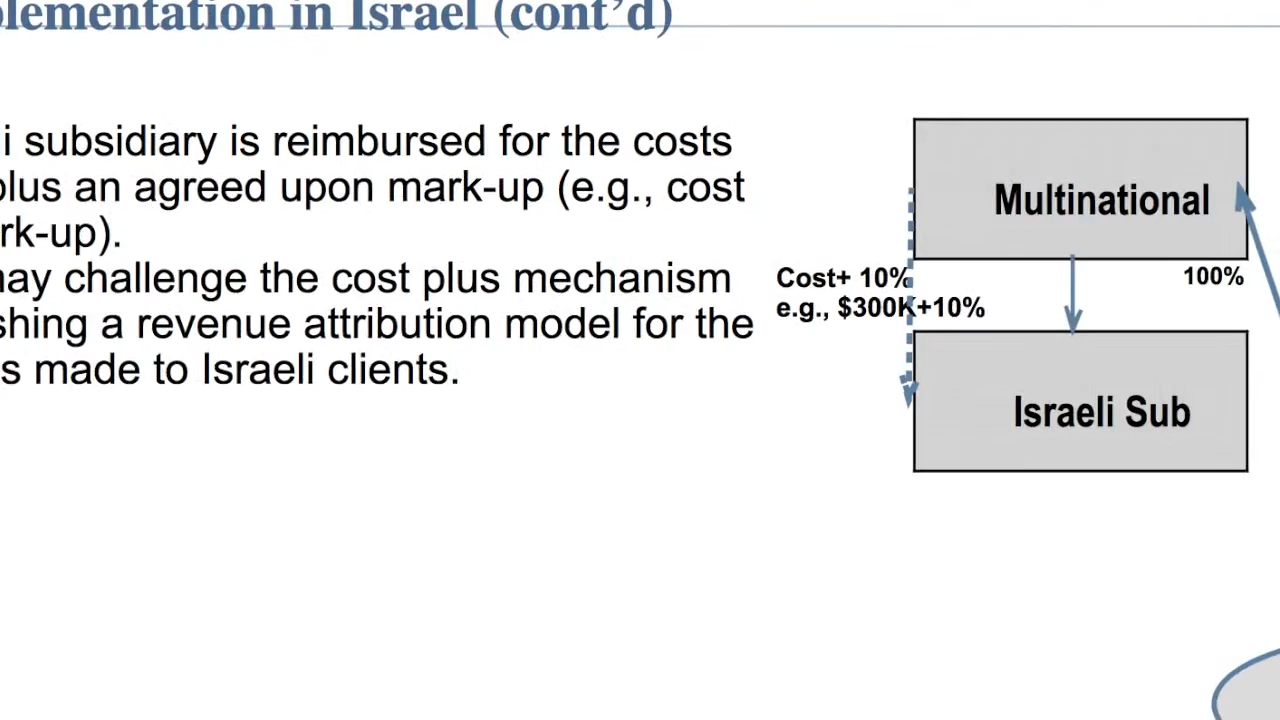 plementation in Israel (cont’d)
i subsidiary is reimbursed for the costs
plus an agreed upon mark-up (e.g., cost
rk-up).
may challenge the cost plus mechanism
shing a revenue attribution model for the
s made to Israeli clients.
Multinational
Cost+ 10%
e.g., $300K+10%
100%
Israeli Sub